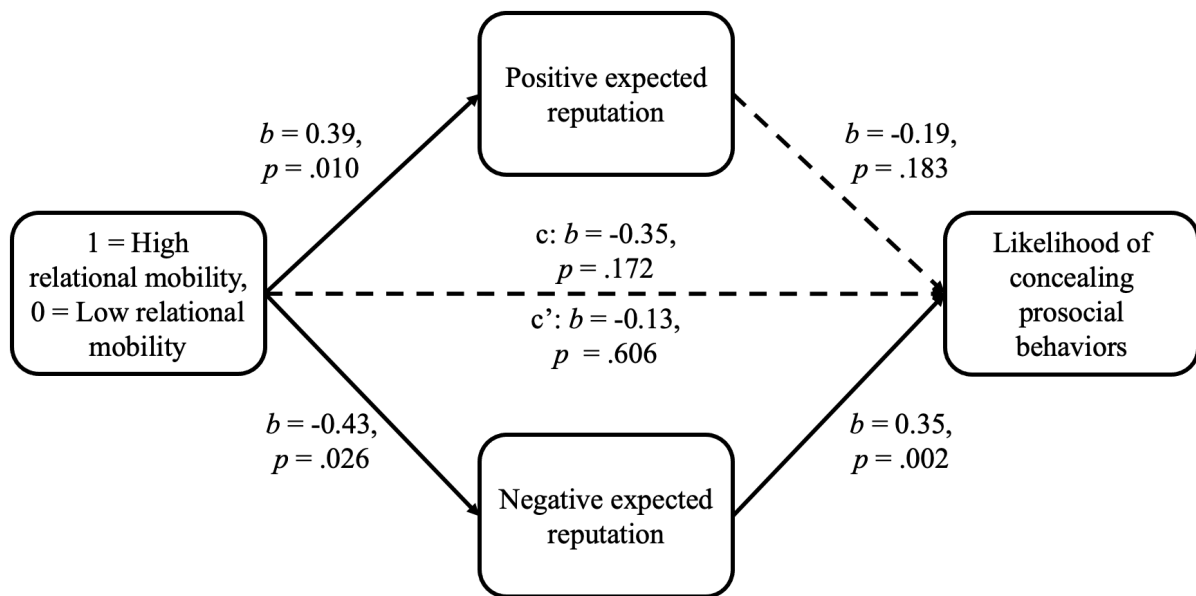 Positive expected
reputation
b = 0.39,
p = .010
b = -0.19,
p = .183
1 = High
relational mobility,
0 = Low relational
mobility
c: b = -0.35,
p = .172
c’: b = -0.13,
p = .606
Likelihood of
concealing
prosocial
behaviors
b = -0.43,
p = .026
b = 0.35,
p = .002
Negative expected
reputation